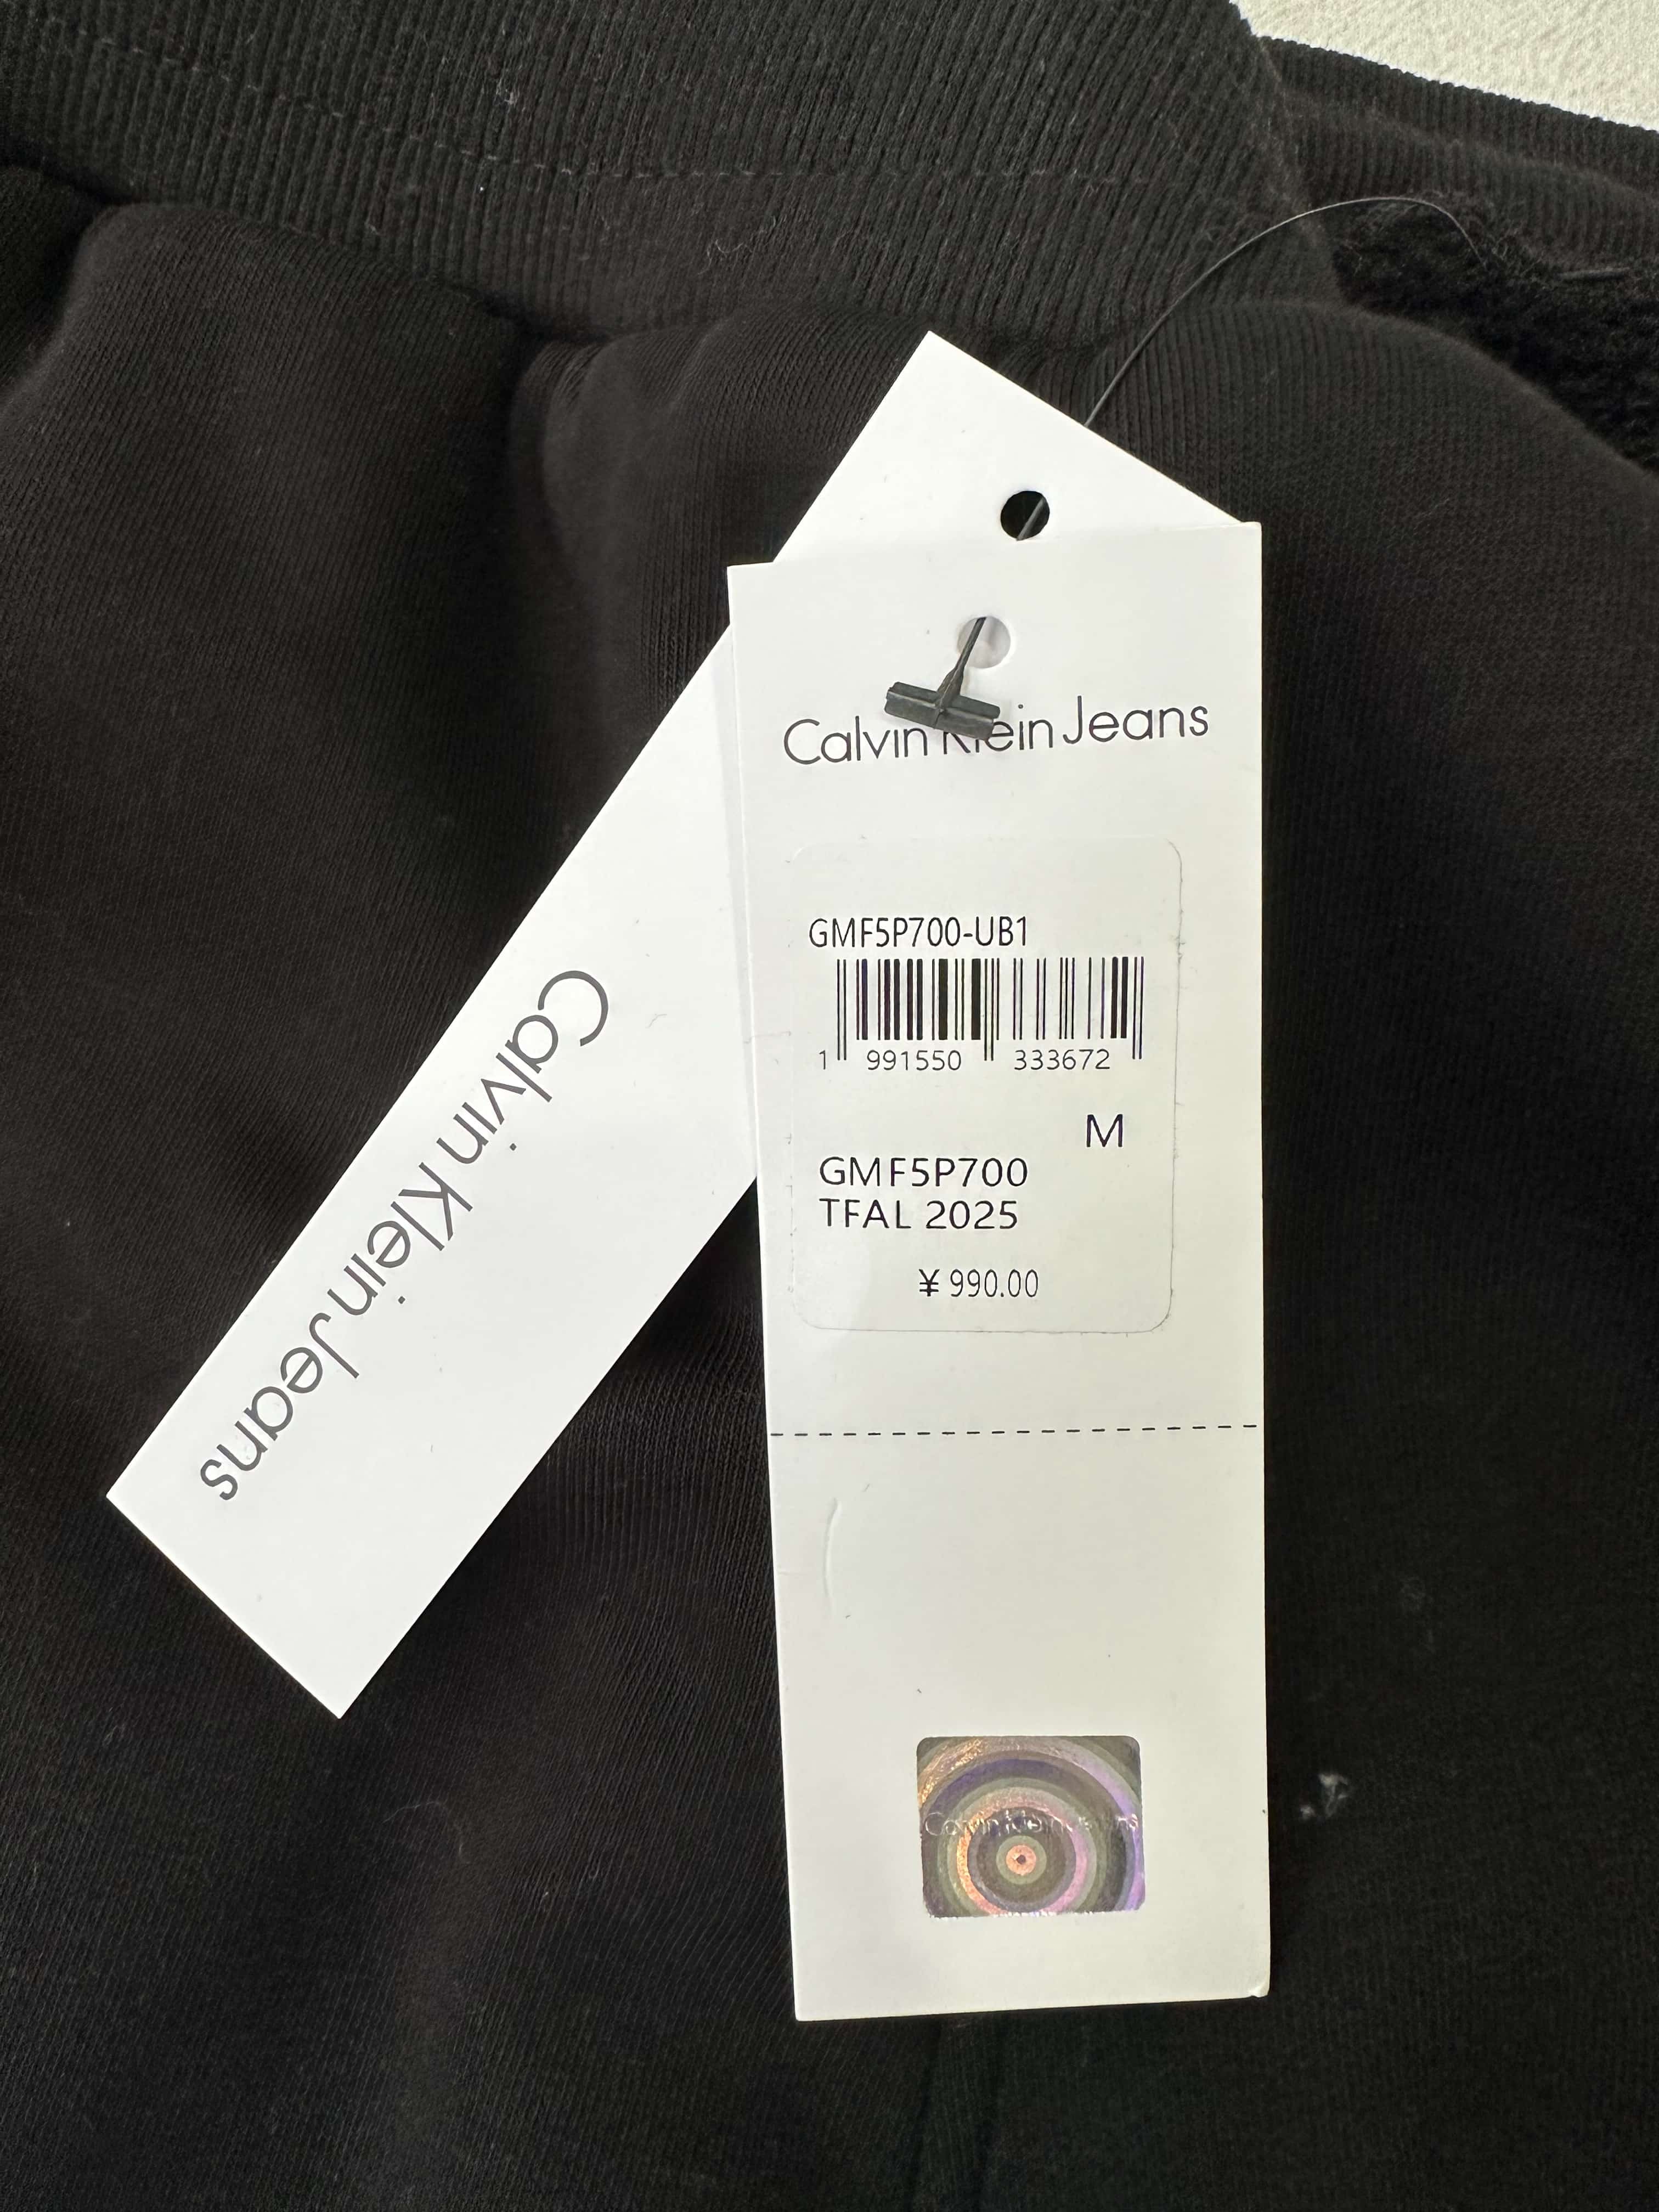 Calvin Klein Jeans
GMF5P700-UB1
1 991550 333672
M
GMF5P700
TFAL 2025
¥ 990.00
Calvin Klein Jeans
Calvin Klein Jeans